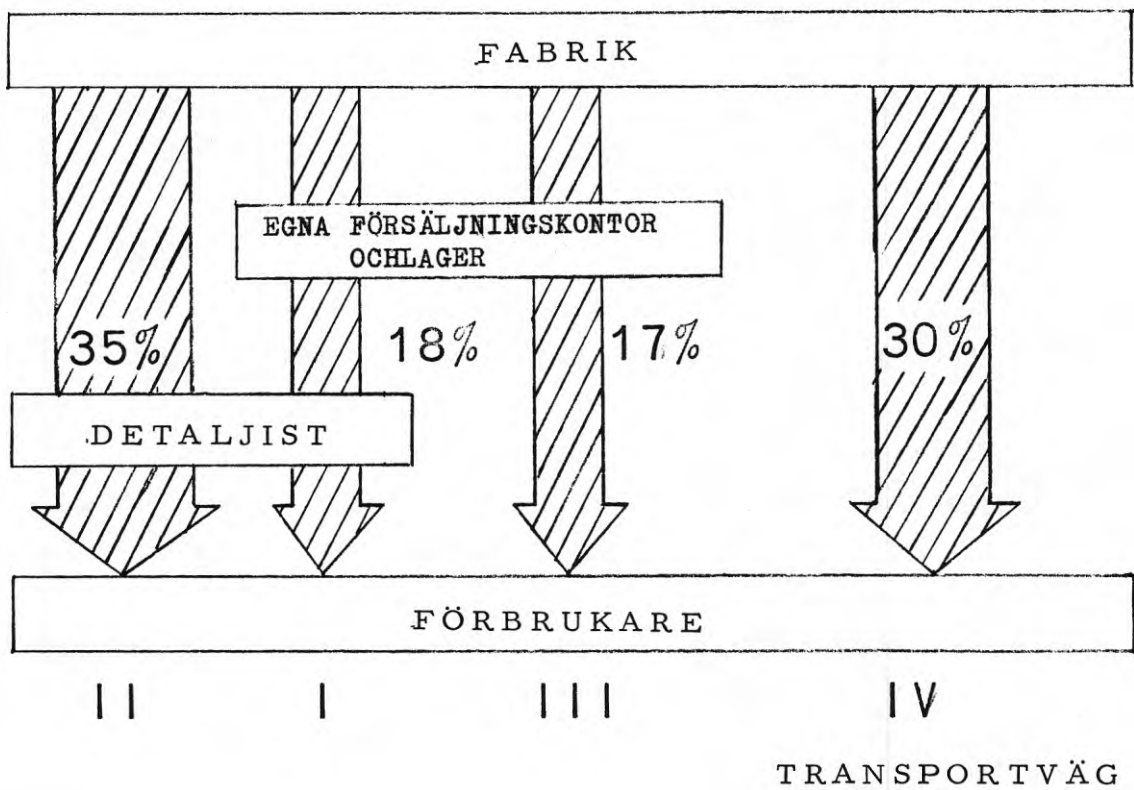 FABRIK
EGNA FÖRSÄLJNINGSKONTOR
OCHLAGER
35% 18% 17% 30%
DETALJIST
FÖRBRUKARE
II I III IV
TRANSPORTVÄG